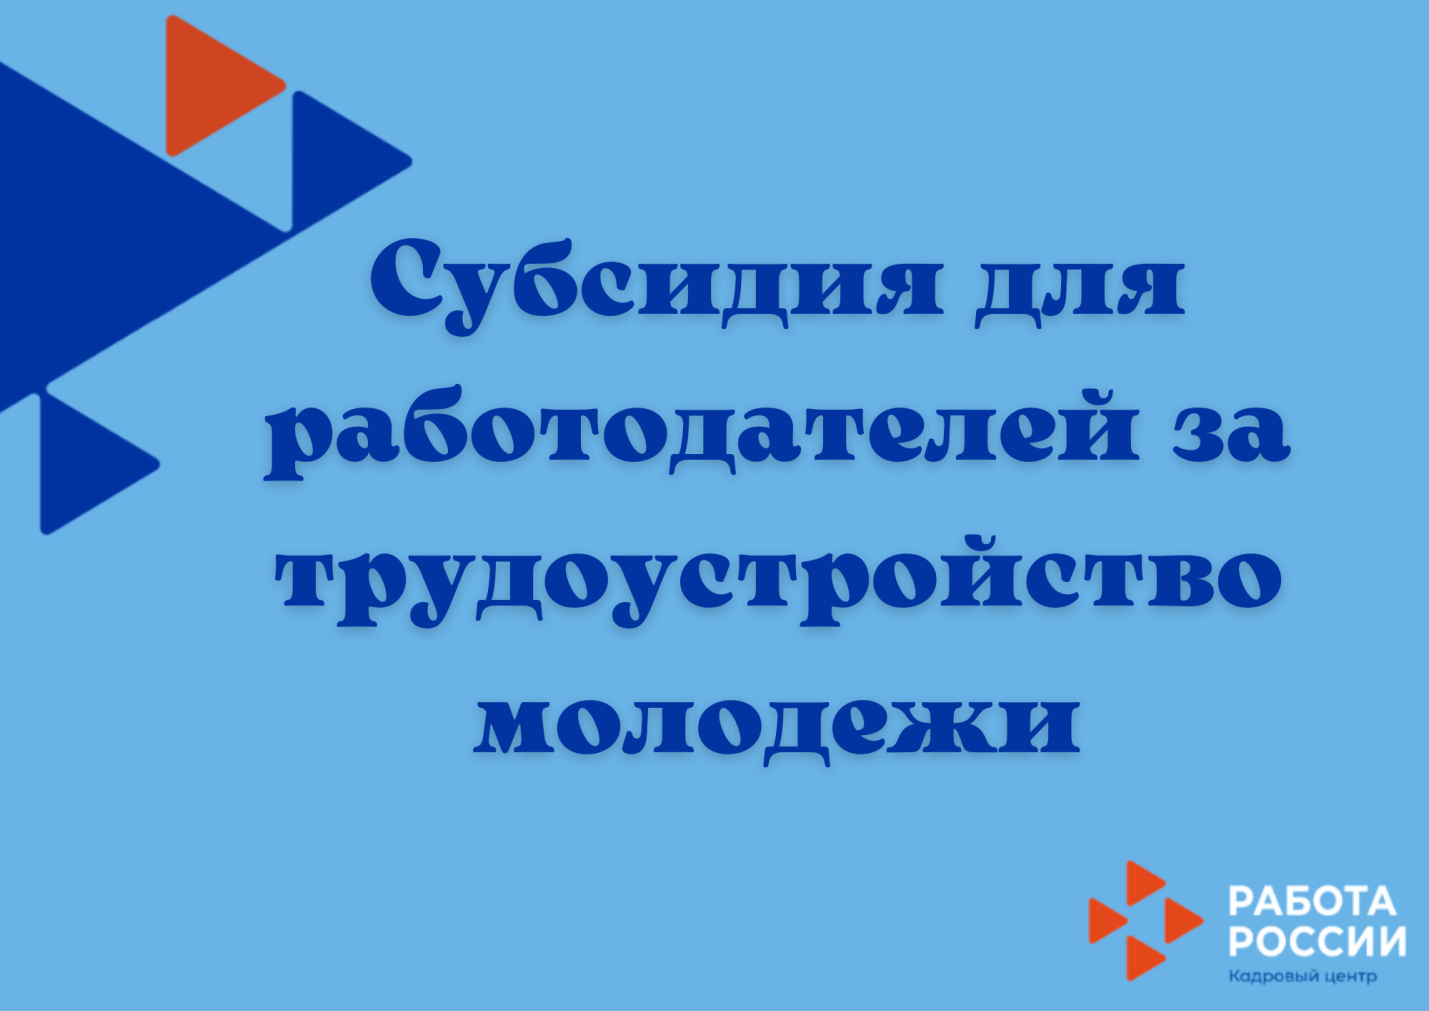 Субсидия для
работодателей за
трудоустройство
молодежи
РАБОТА
РОССИИ
Кадровый центр